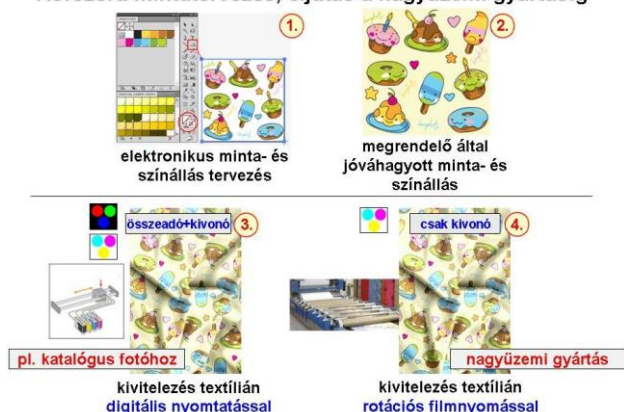 1.
2.
elektronikus minta- és
színállás tervezés
megrendelő által
jóváhagyott minta- és
színállás
összeadó+kivonó
3.
csak kivonó
4.
pl. katalógus fotóhoz
nagyüzemi gyártás
kivitelezés textílián
digitális nyomtatással
kivitelezés textílián
rotációs filmnyomással